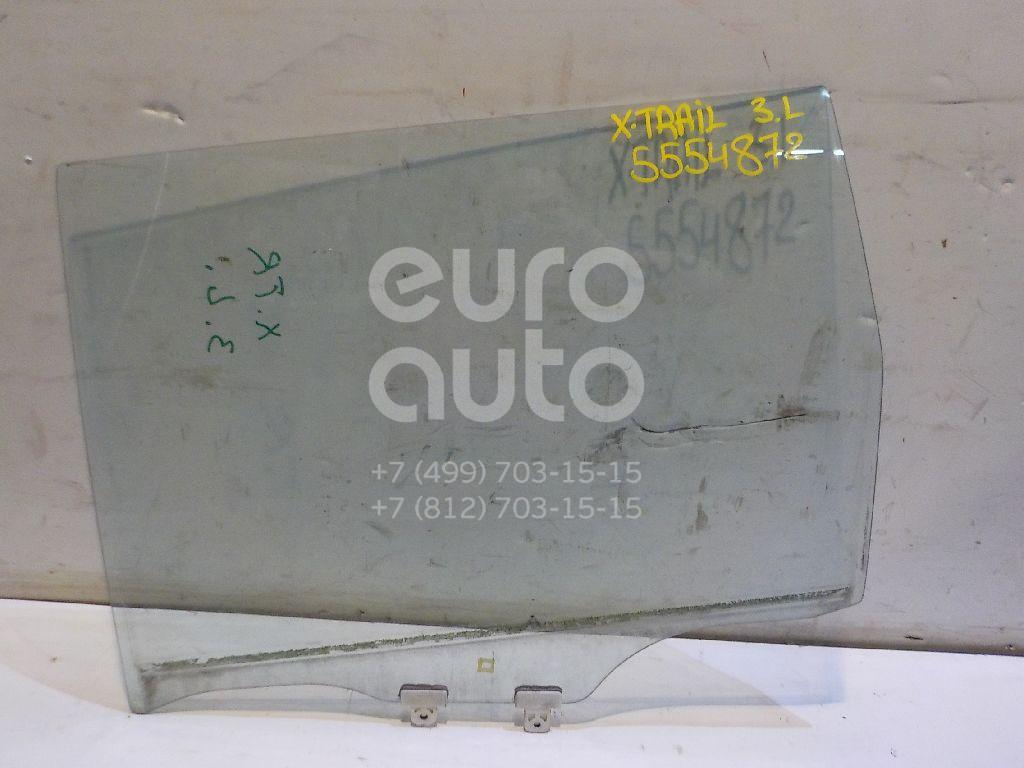 X-TRAIL 3.L
5554872
X.TR
3.L.
euro
auto
+7 (499) 703-15-15
+7 (812) 703-15-15